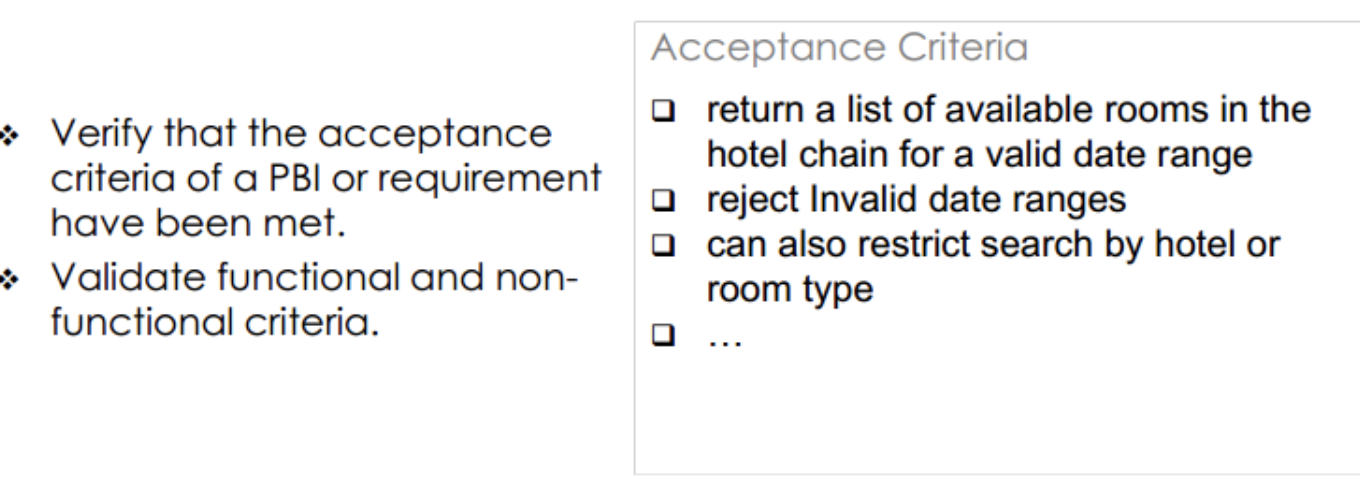 ❖ Verify that the acceptance
criteria of a PBI or requirement
have been met.
❖ Validate functional and non-
functional criteria.
Acceptance Criteria
❑ return a list of available rooms in the
hotel chain for a valid date range
❑ reject Invalid date ranges
❑ can also restrict search by hotel or
room type
❑ …